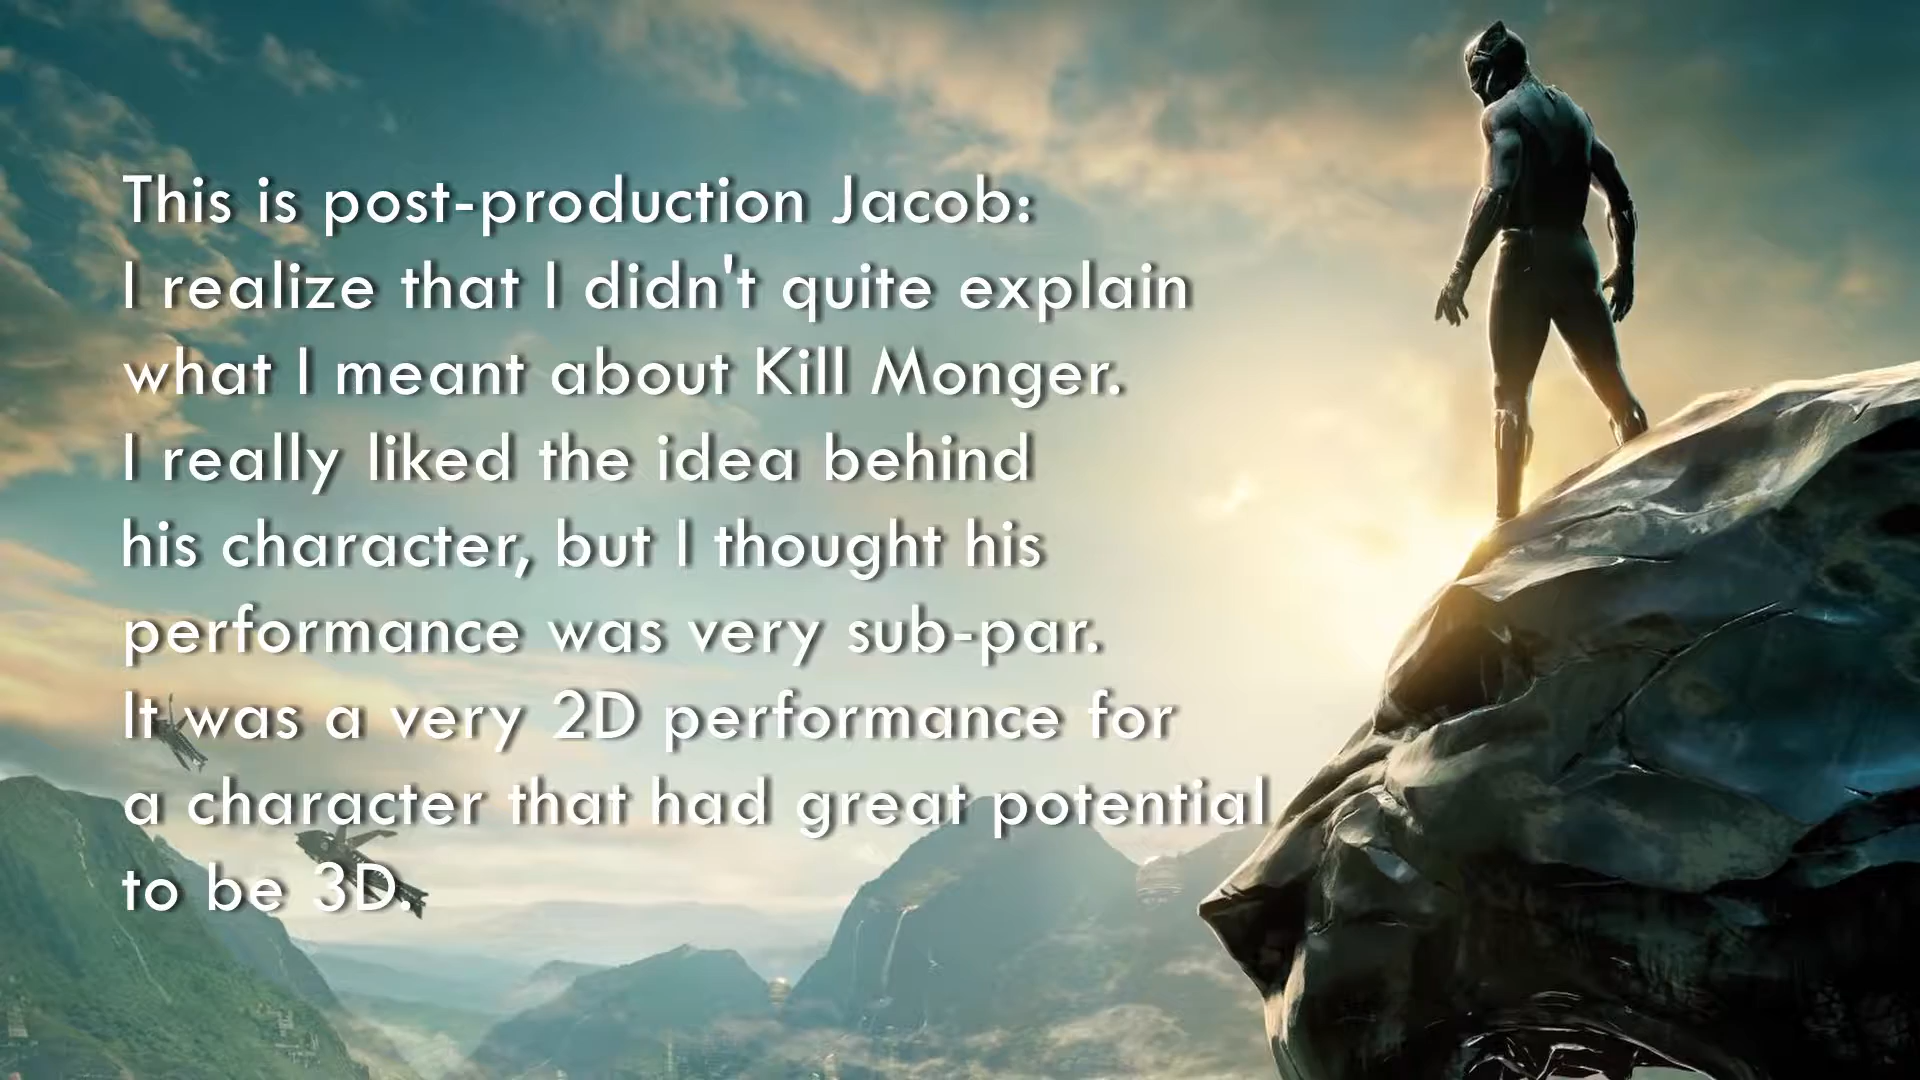 This is post-production Jacob:
I realize that I didn't quite explain
what I meant about Kill Monger.
I really liked the idea behind
his character, but I thought his
performance was very sub-par.
It was a very 2D performance for
a character that had great potential
to be 3D.